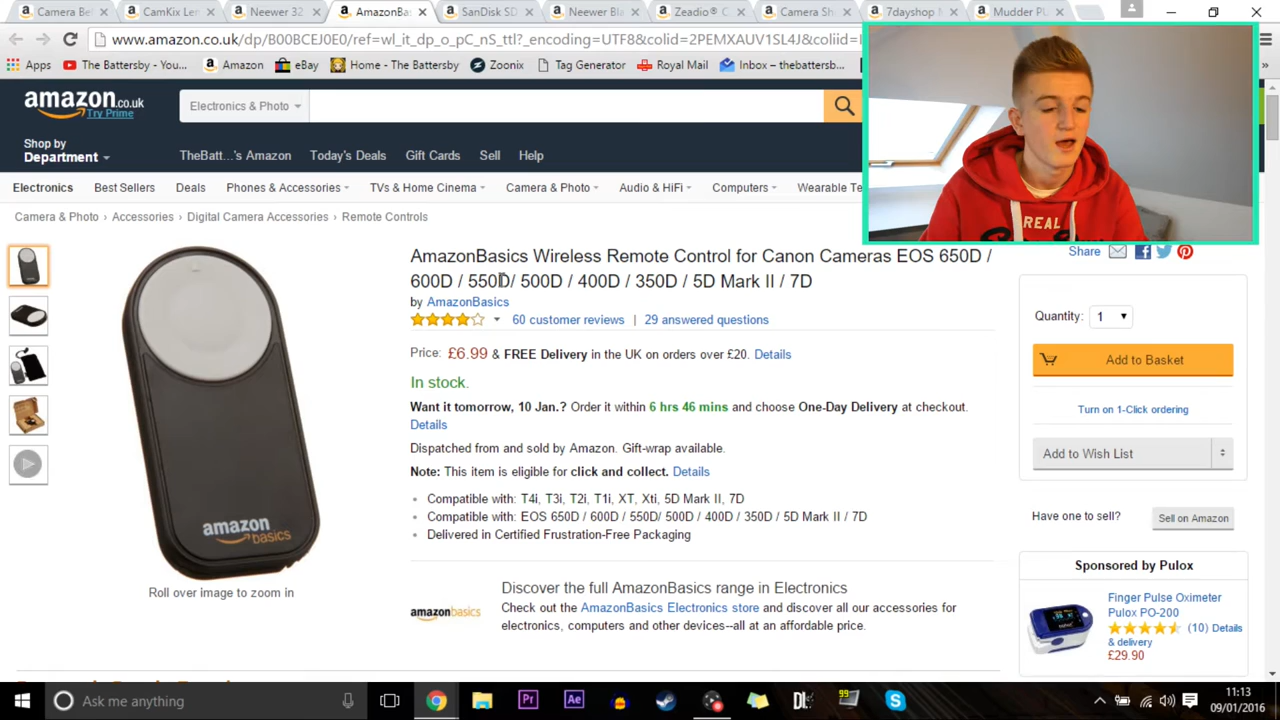 Camera Be
CamKix Len
Neewer 32
AmazonBas
SanDisk SD
Neewer Bla
Zeadio® C
Camera Sh
7dayshop M
Mudder PU
www.amazon.co.uk/dp/B00BCEJ0E0/ref=wl_it_dp_o_pC_nS_ttl?_encoding=UTF8&colid=2PEMXAUV1SL4J&coliid=
Apps
The Battersby - You...
Amazon
eBay
Home - The Battersby
Zoonix
Tag Generator
Royal Mail
Inbox – thebattersb...
amazon.co.uk
Try Prime
Electronics & Photo
Shop by
Department
TheBatt...'s Amazon
Today's Deals
Gift Cards
Sell
Help
Electronics
Best Sellers
Deals
Phones & Accessories
TVs & Home Cinema
Camera & Photo
Audio & HiFi
Computers
Wearable Te
REAL
Camera & Photo › Accessories › Digital Camera Accessories › Remote Controls
AmazonBasics Wireless Remote Control for Canon Cameras EOS 650D /
600D / 550D/ 500D / 400D / 350D / 5D Mark II / 7D
by AmazonBasics
60 customer reviews | 29 answered questions
Price: £6.99 & FREE Delivery in the UK on orders over £20. Details
In stock.
Want it tomorrow, 10 Jan.? Order it within 6 hrs 46 mins and choose One-Day Delivery at checkout.
Details
Dispatched from and sold by Amazon. Gift-wrap available.
Note: This item is eligible for click and collect. Details
Compatible with: T4i, T3i, T2i, T1i, XT, Xti, 5D Mark II, 7D
Compatible with: EOS 650D / 600D / 550D/ 500D / 400D / 350D / 5D Mark II / 7D
Delivered in Certified Frustration-Free Packaging
amazon
basics
Roll over image to zoom in
amazonbasics
Discover the full AmazonBasics range in Electronics
Check out the AmazonBasics Electronics store and discover all our accessories for
electronics, computers and other devices--all at an affordable price.
Share
Quantity: 1
Add to Basket
Turn on 1-Click ordering
Add to Wish List
Have one to sell?
Sell on Amazon
Sponsored by Pulox
Finger Pulse Oximeter
Pulox PO-200
(10) Details
& delivery
£29.90
Ask me anything
Pr
Ae
99
11:13
09/01/2016